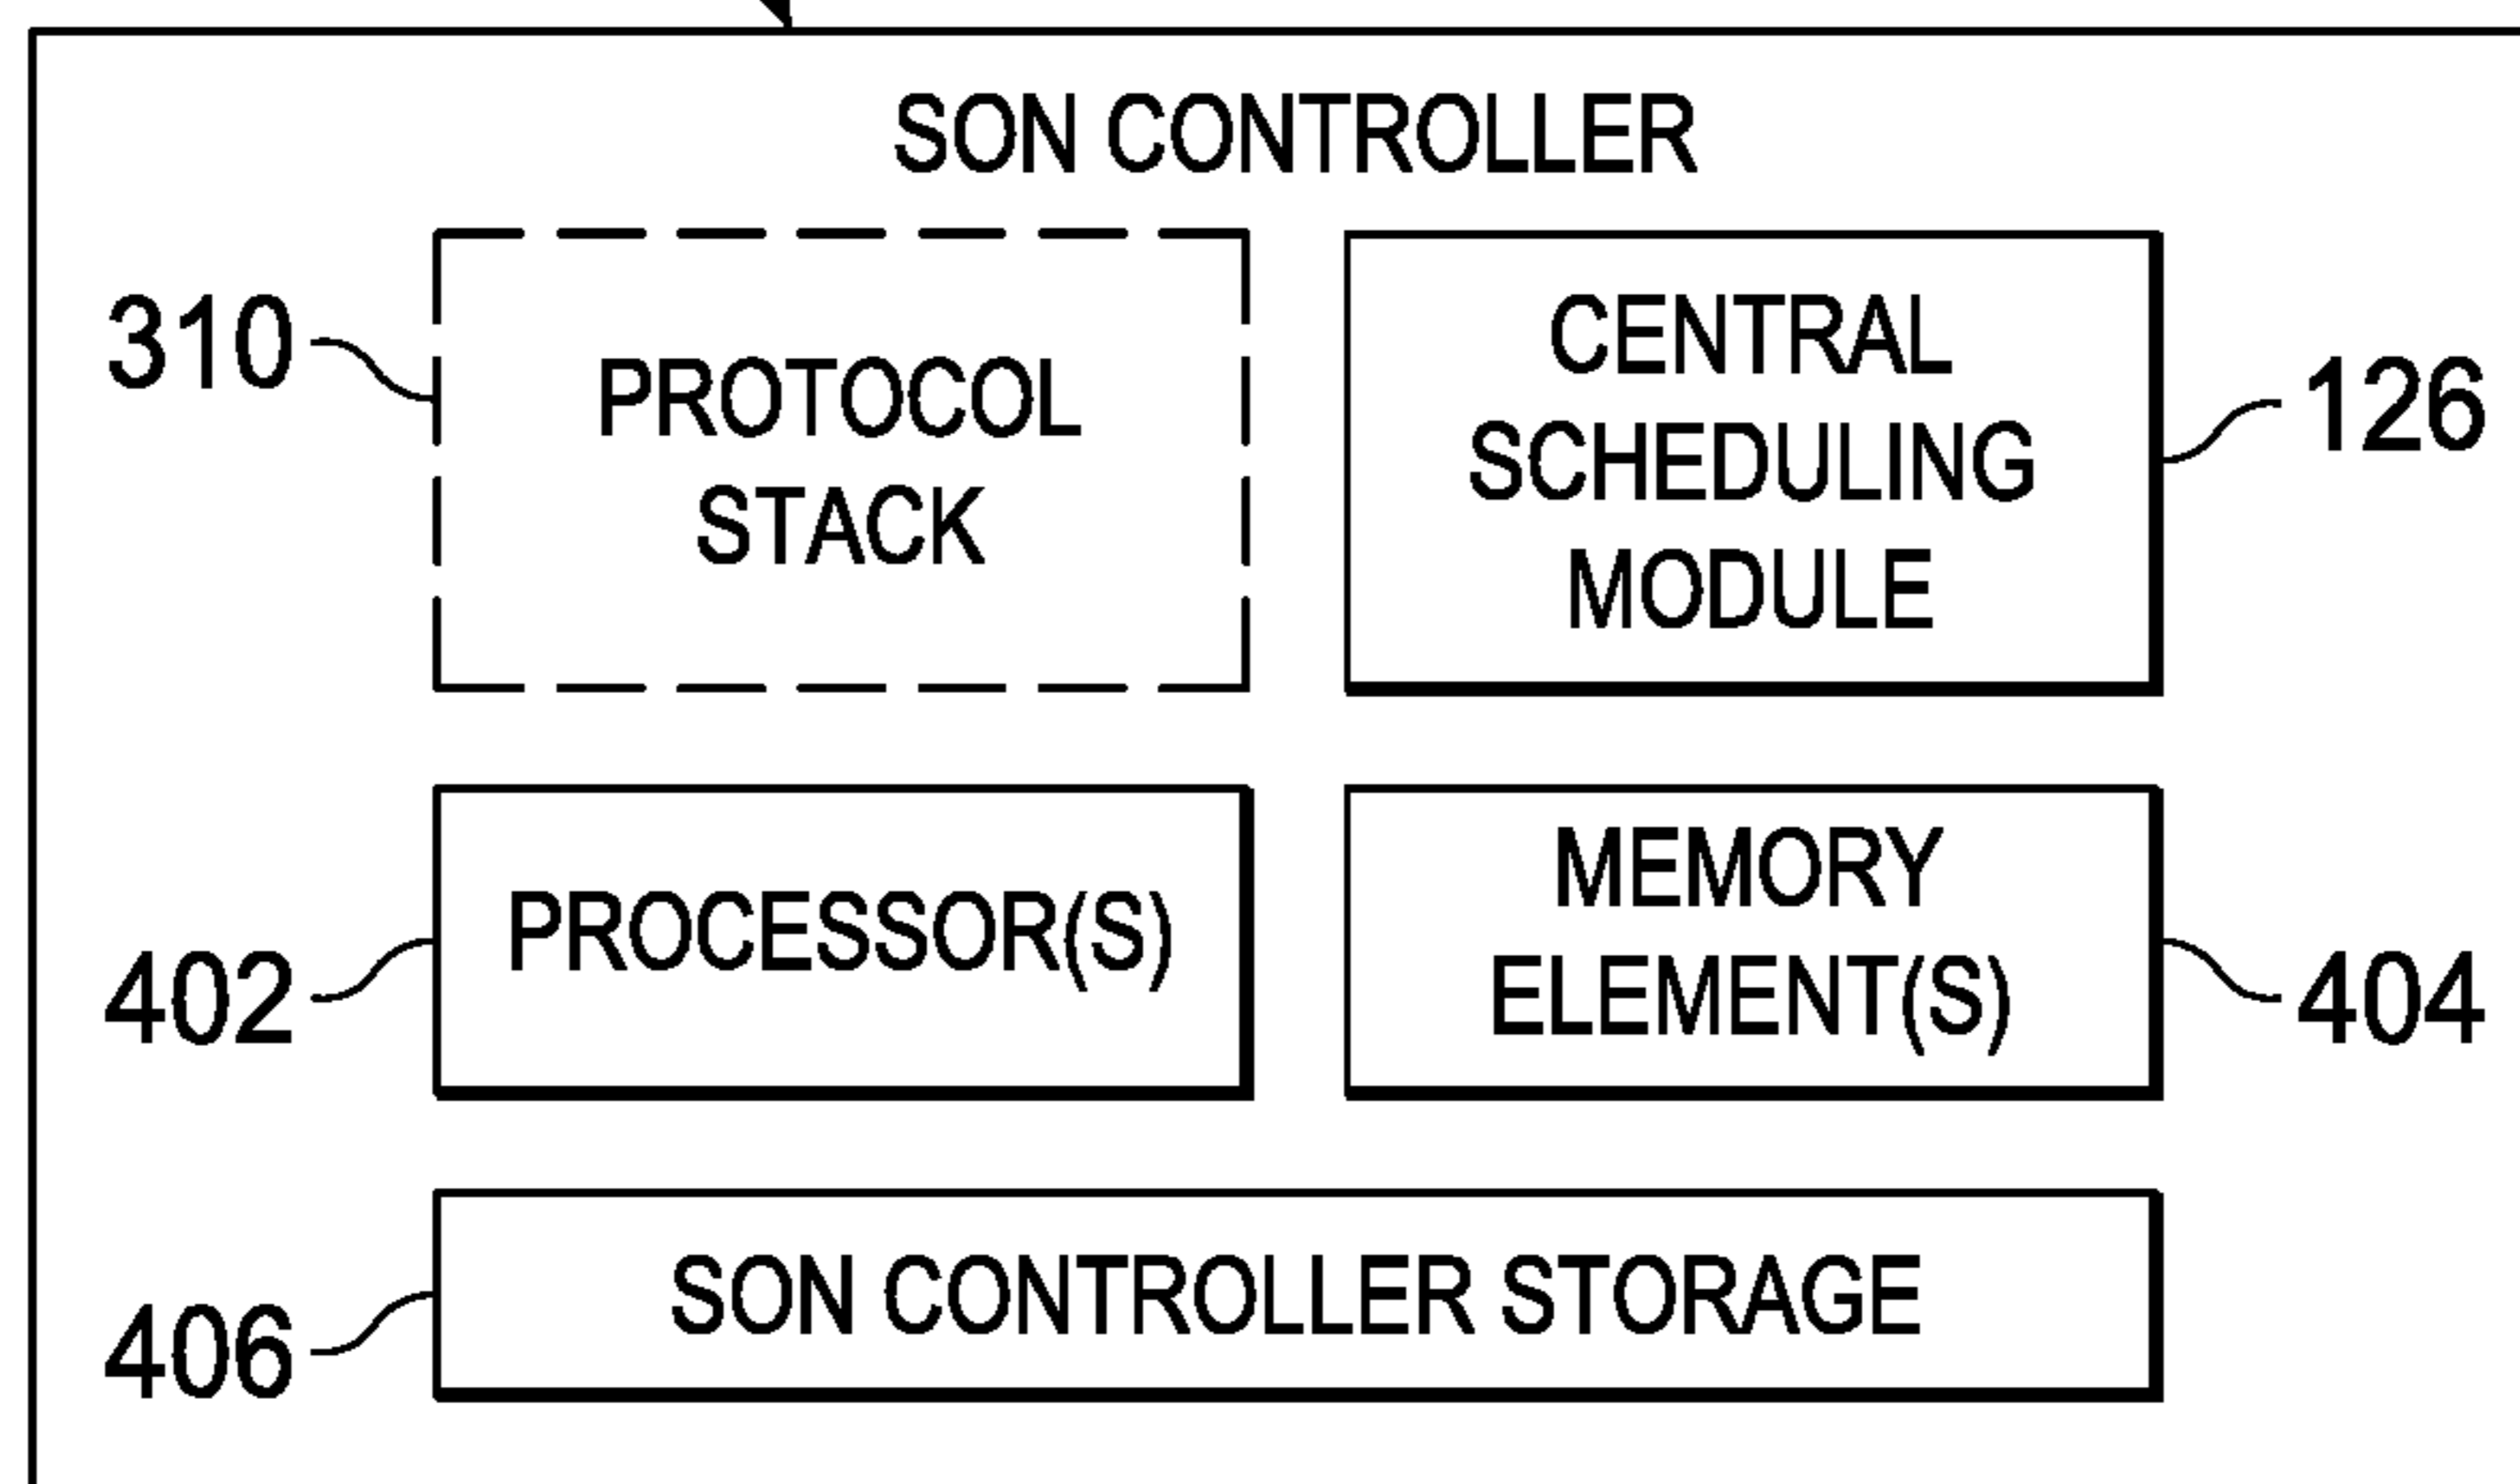 SON CONTROLLER
310
PROTOCOL
STACK
CENTRAL
SCHEDULING
MODULE
126
402
PROCESSOR(S)
MEMORY
ELEMENT(S)
404
406
SON CONTROLLER STORAGE